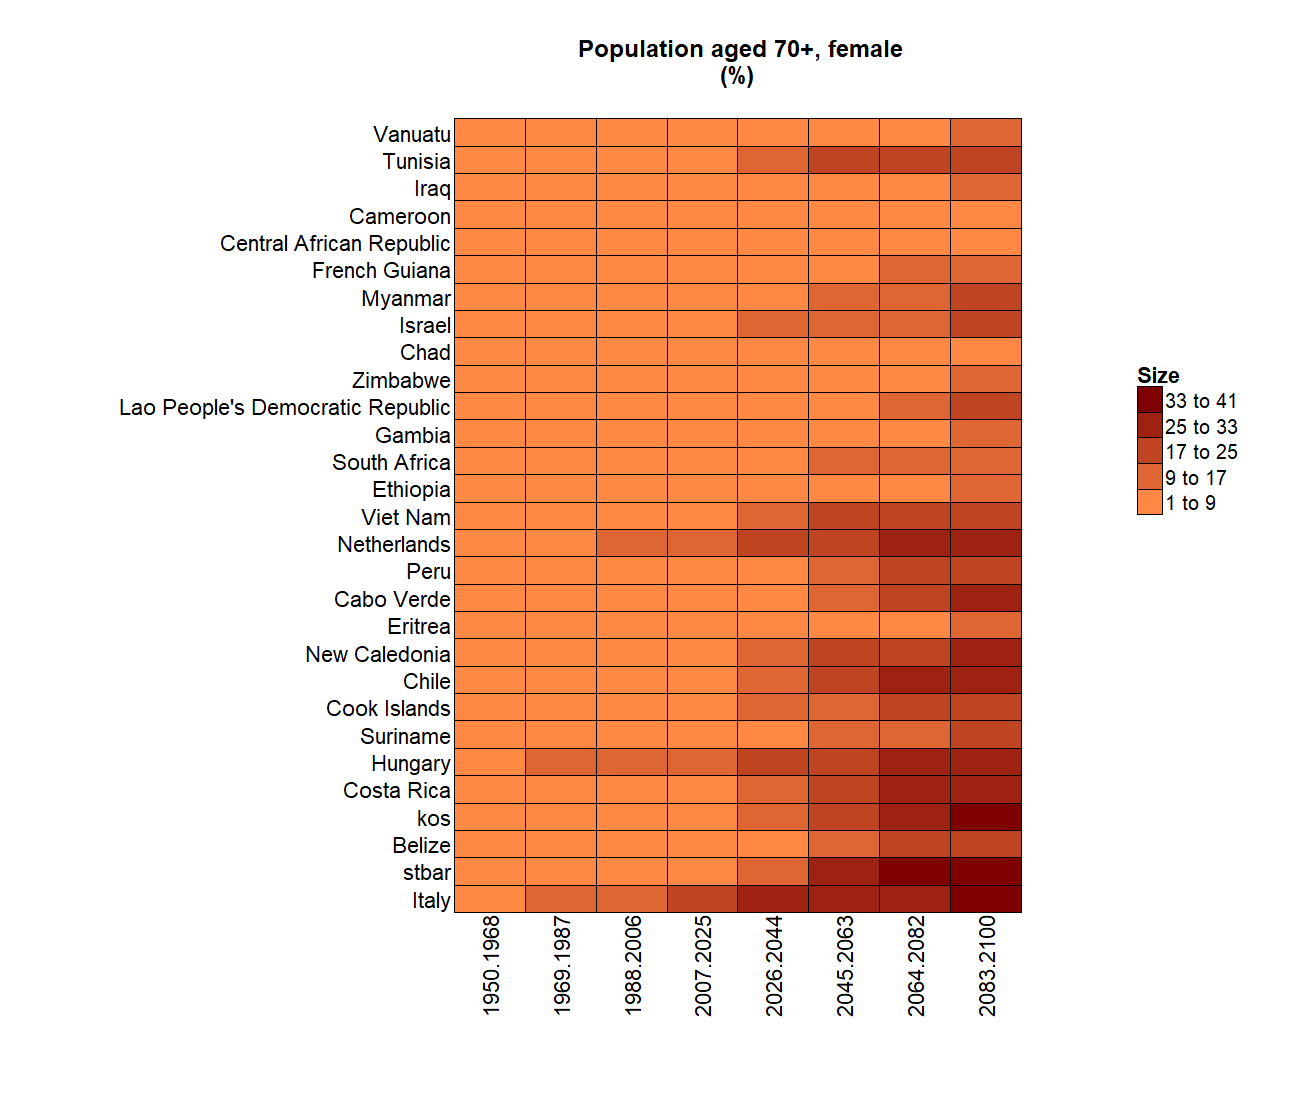 Population aged 70+, female
(%)
Vanuatu
Tunisia
Iraq
Cameroon
Central African Republic
French Guiana
Myanmar
Israel
Chad
Zimbabwe
Lao People's Democratic Republic
Gambia
South Africa
Ethiopia
Viet Nam
Netherlands
Peru
Cabo Verde
Eritrea
New Caledonia
Chile
Cook Islands
Suriname
Hungary
Costa Rica
kos
Belize
stbar
Italy
1950.1968
1969.1987
1988.2006
2007.2025
2026.2044
2045.2063
2064.2082
2083.2100
Size
33 to 41
25 to 33
17 to 25
9 to 17
1 to 9